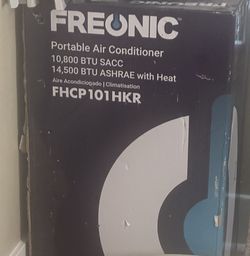 FREONIC
Portable Air Conditioner
10,800 BTU SACC
14,500 BTU ASHRAE with Heat
Aire Acondicionado | Climatisation
FHCP101HKR